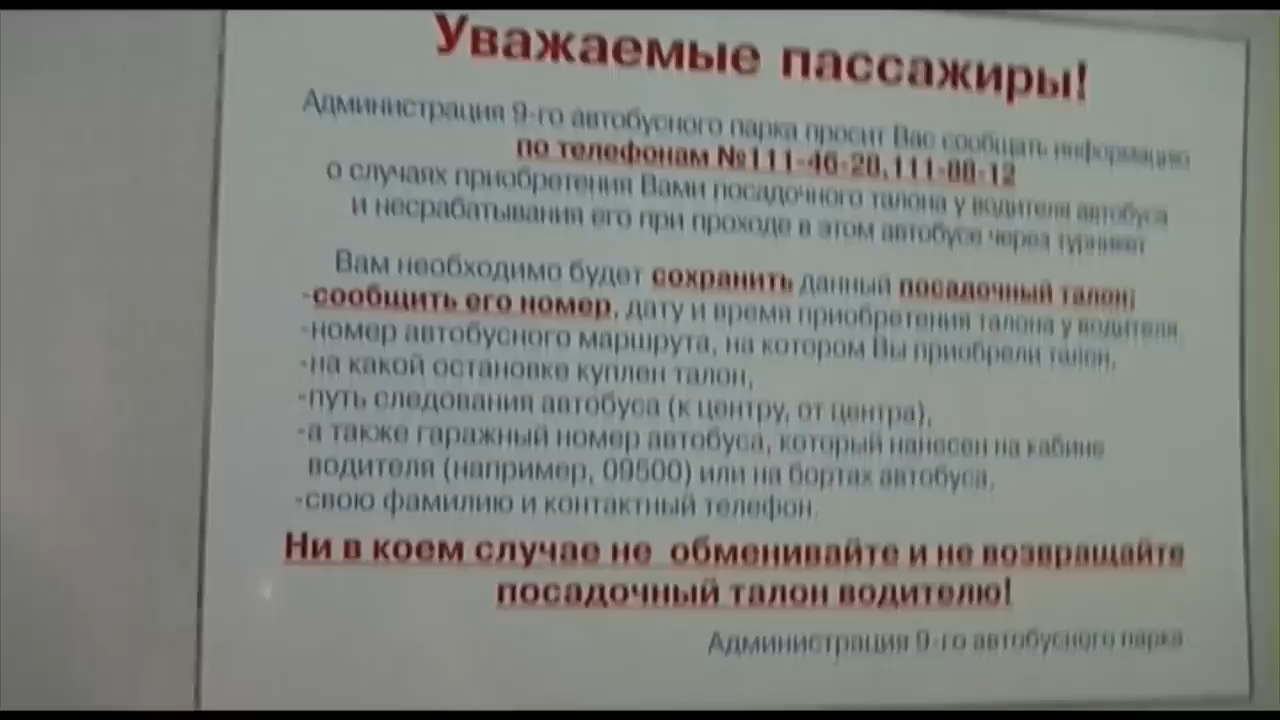 Уважаемые пассажиры!
Администрация 9-го автобусного парка просит Вас сообщать информацию
по телефонам №111-46-28,111-88-12
о случаях приобретения Вами посадочного талона у водителя автобуса
и несрабатывания его при проходе в этом автобусе через турникет
Вам необходимо будет сохранить данный посадочный талон;
-сообщить его номер, дату и время приобретения талона у водителя,
-номер автобусного маршрута, на котором Вы приобрели талон,
-на какой остановке куплен талон,
-путь следования автобуса (к центру, от центра),
-а также гаражный номер автобуса, который нанесен на кабине
водителя (например, 09500) или на бортах автобуса,
-свою фамилию и контактный телефон.
Ни в коем случае не обменивайте и не возвращайте
посадочный талон водителю!
Администрация 9-го автобусного парка